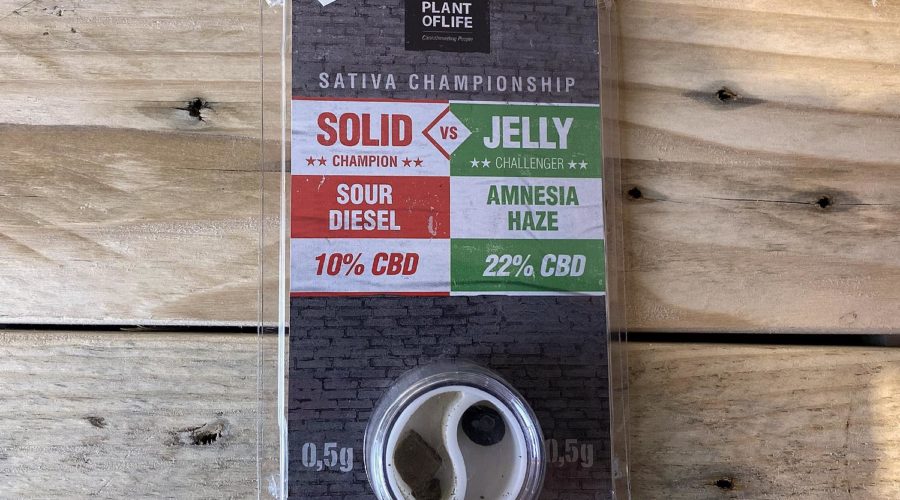 PLANT
OFLIFE
SATIVA CHAMPIONSHIP
SOLID VS JELLY
★★ CHAMPION ★★ ★★ CHALLENGER ★★
SOUR AMNESIA
DIESEL HAZE
10% CBD 22% CBD
0,5g 0,5g